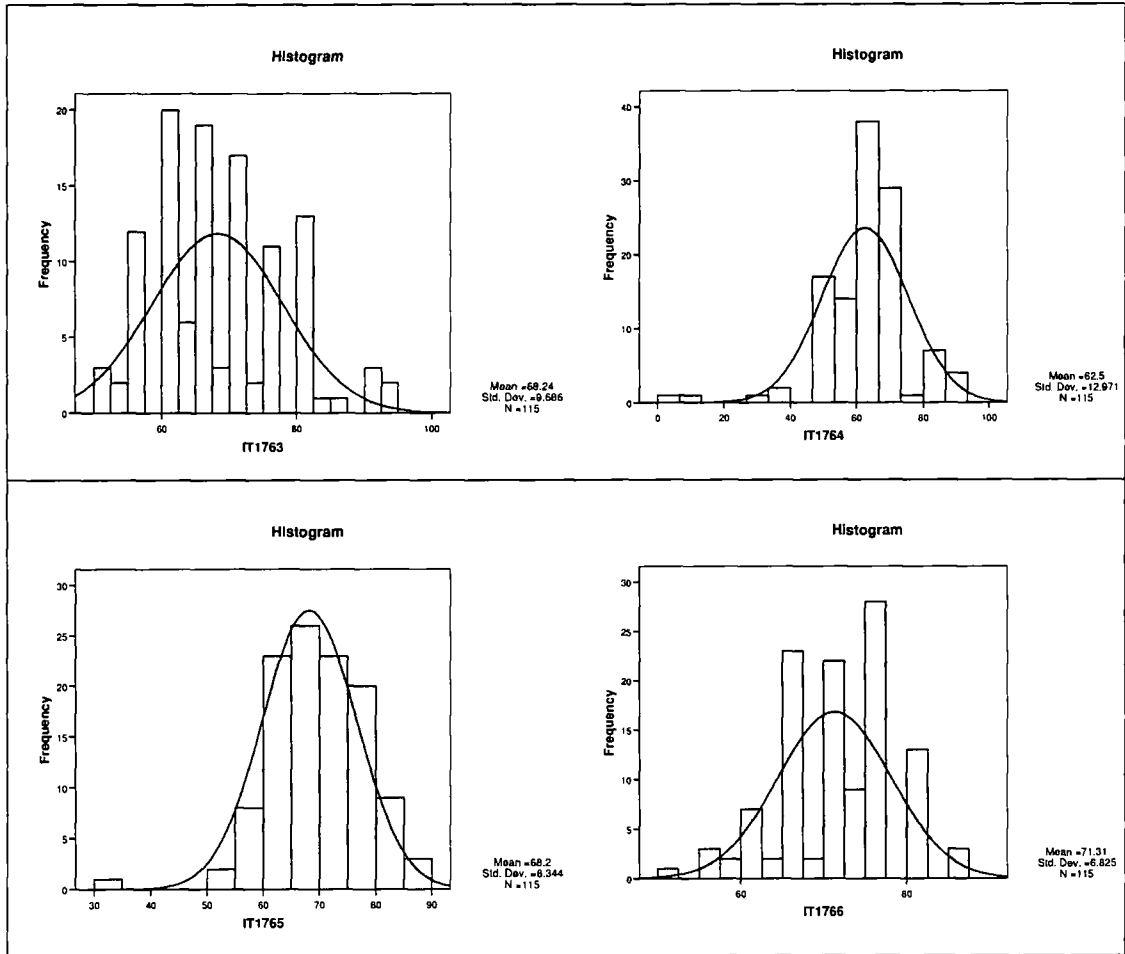 Histogram
20
15
10
5
0
Frequency
60
80
100
IT1763
Mean =68.24
Std. Dev. =9.686
N =115
Histogram
40
30
20
10
0
Frequency
0
20
40
60
80
100
IT1764
Mean =62.5
Std. Dev. =12.971
N =115
Histogram
30
25
20
15
10
5
0
Frequency
30
40
50
60
70
80
90
IT1765
Mean =68.2
Std. Dev. =8.344
N =115
Histogram
30
25
20
15
10
5
0
Frequency
60
80
IT1766
Mean =71.31
Std. Dev. =6.825
N =115